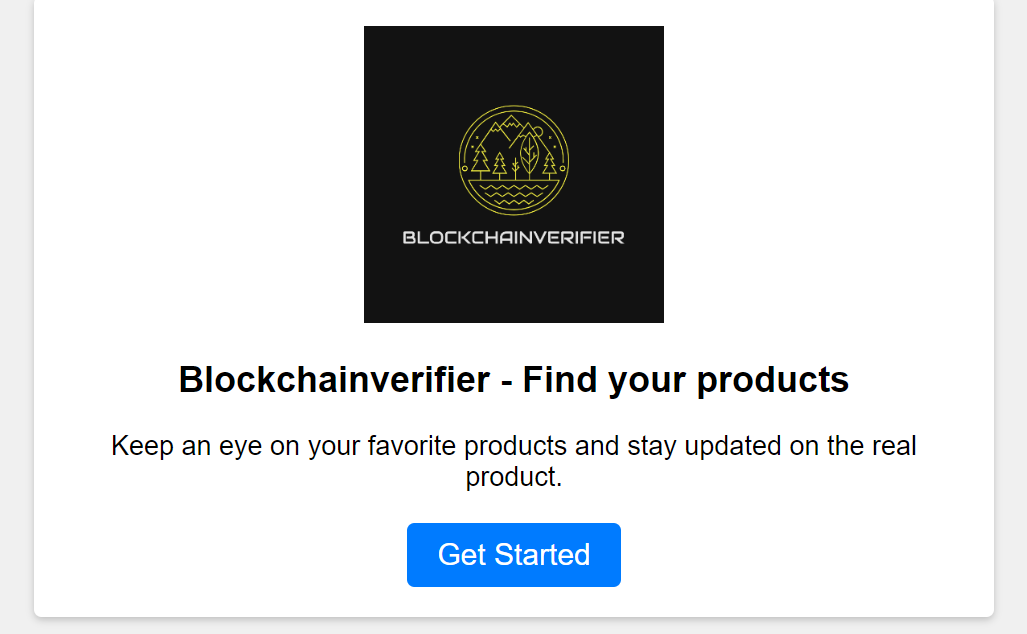 BLOCKCHAINVERIFIER
Blockchainverifier - Find your products
Keep an eye on your favorite products and stay updated on the real
product.
Get Started